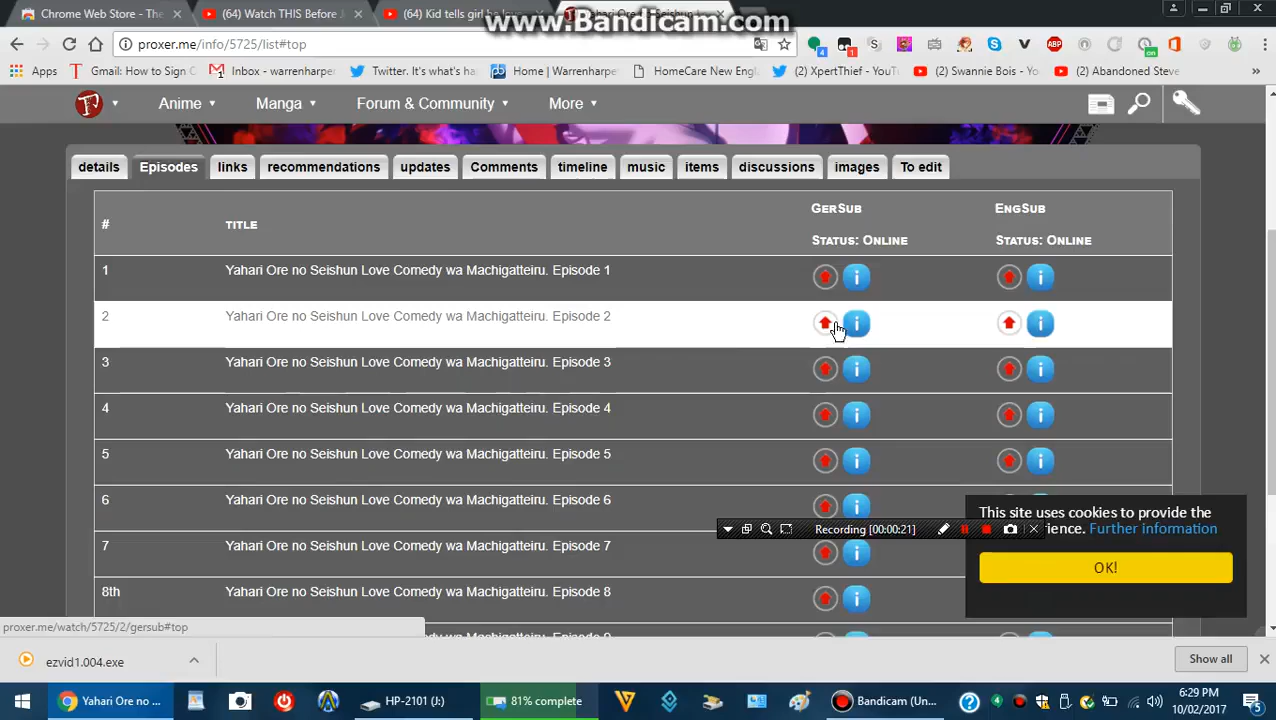 Chrome Web Store - The
(64) Watch THIS Before
(64) Kid tells girl he
www.Bandicam.com
proxer.me/info/5725/list#top
Apps
Gmail: How to Sign
Inbox - warrenharper
Twitter. It's what's ha
Home | Warrenharper
HomeCare New Engl
(2) XpertThief - YouT
(2) Swannie Bois - Yo
(2) Abandoned Steve
»
Anime
Manga
Forum & Community
More
details
Episodes
links
recommendations
updates
Comments
timeline
music
items
discussions
images
To edit
# TITLE GerSub EngSub
Status: Online Status: Online
1 Yahari Ore no Seishun Love Comedy wa Machigatteiru. Episode 1
2 Yahari Ore no Seishun Love Comedy wa Machigatteiru. Episode 2
3 Yahari Ore no Seishun Love Comedy wa Machigatteiru. Episode 3
4 Yahari Ore no Seishun Love Comedy wa Machigatteiru. Episode 4
5 Yahari Ore no Seishun Love Comedy wa Machigatteiru. Episode 5
6 Yahari Ore no Seishun Love Comedy wa Machigatteiru. Episode 6
7 Yahari Ore no Seishun Love Comedy wa Machigatteiru. Episode 7
8th Yahari Ore no Seishun Love Comedy wa Machigatteiru. Episode 8
Comedy wa Machigatteiru. Episode 9
This site uses cookies to provide the
erience. Further information
OK!
Recording [00:00:21]
proxer.me/watch/5725/2/gersub#top
ezvid1.004.exe
Show all
Yahari Ore no ...
HP-2101 (J:)
81% complete
Bandicam (Un...
6:29 PM
10/02/2017
5